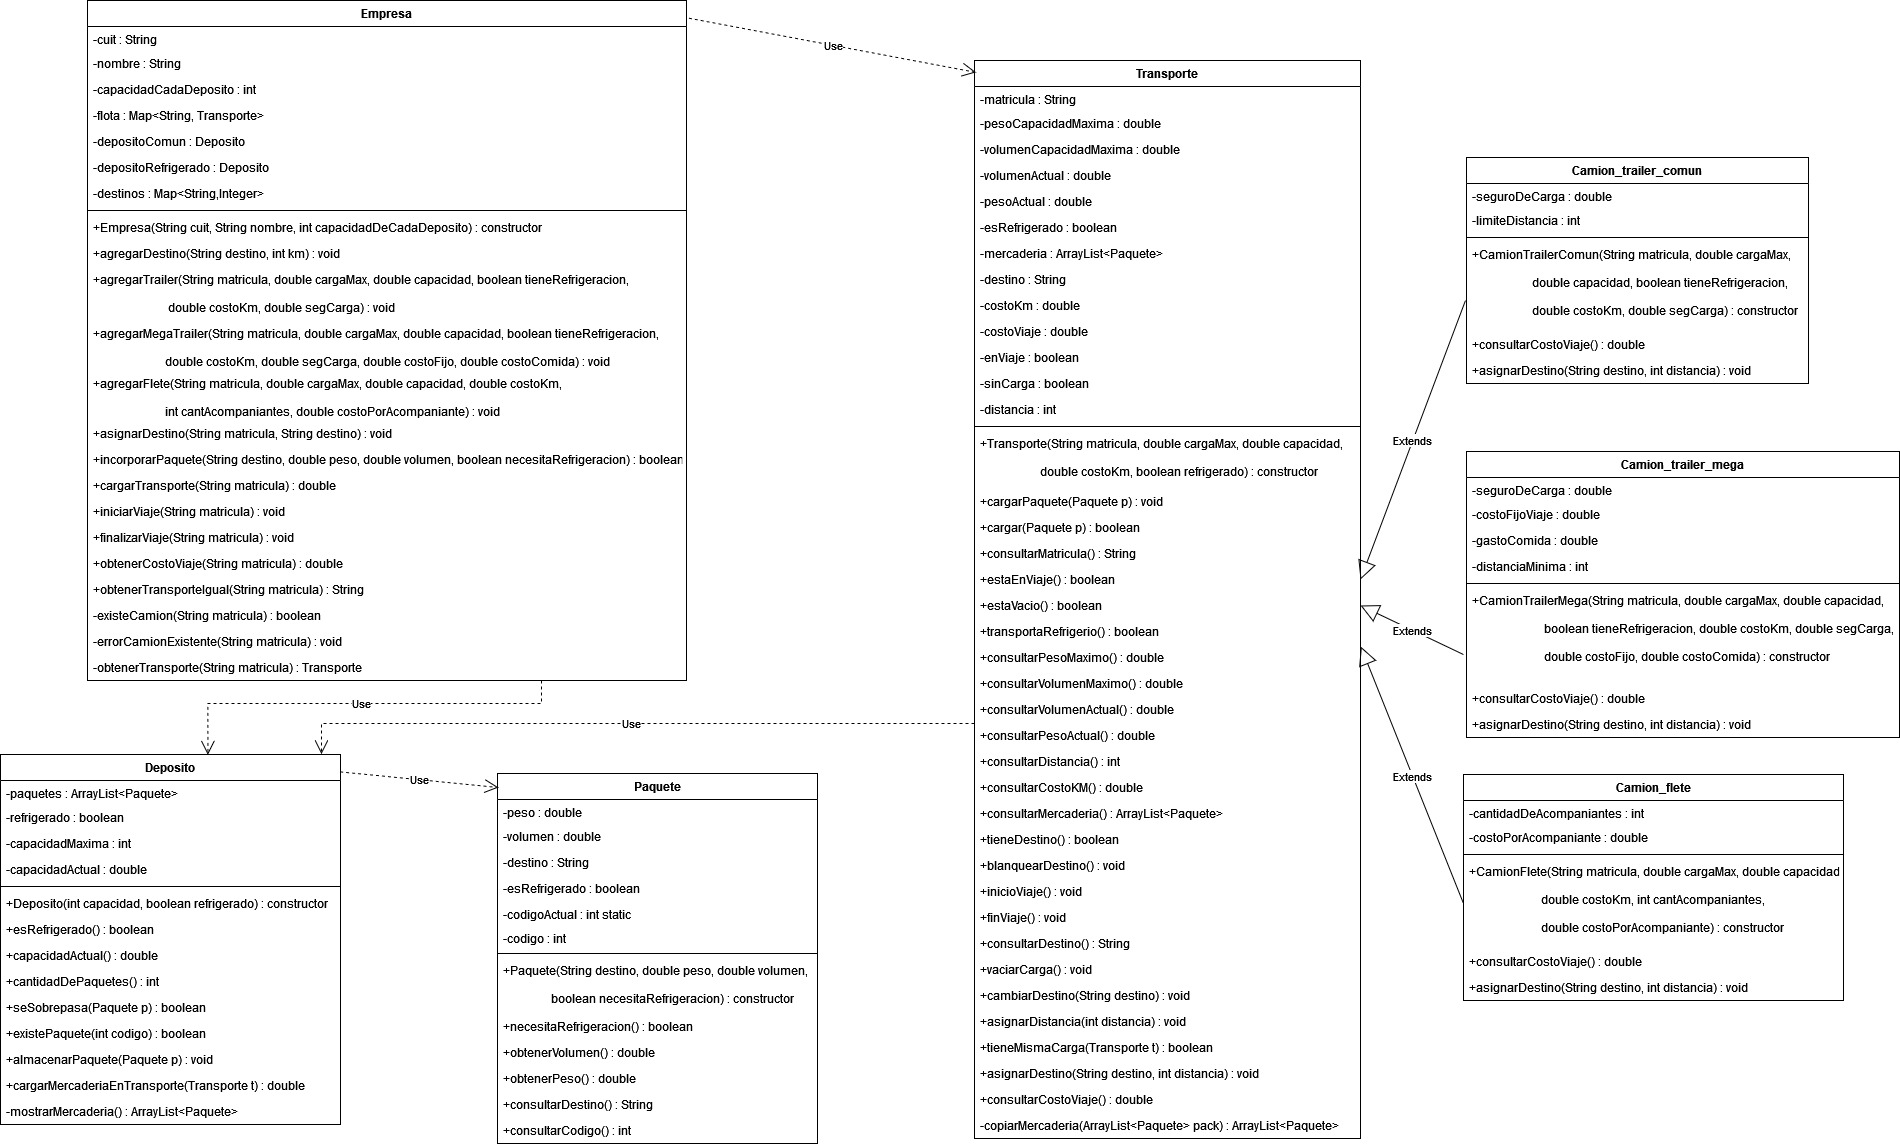 Empresa
-cuit : String
-nombre : String
-capacidadCadaDeposito : int
-flota : Map<String, Transporte>
-depositoComun : Deposito
-depositoRefrigerado : Deposito
-destinos : Map<String,Integer>
+Empresa(String cuit, String nombre, int capacidadDeCadaDeposito) : constructor
+agregarDestino(String destino, int km) : void
+agregarTrailer(String matricula, double cargaMax, double capacidad, boolean tieneRefrigeracion,
double costoKm, double segCarga) : void
+agregarMegaTrailer(String matricula, double cargaMax, double capacidad, boolean tieneRefrigeracion,
double costoKm, double segCarga, double costoFijo, double costoComida) : void
+agregarFlete(String matricula, double cargaMax, double capacidad, double costoKm,
int cantAcompaniantes, double costoPorAcompaniante) : void
+asignarDestino(String matricula, String destino) : void
+incorporarPaquete(String destino, double peso, double volumen, boolean necesitaRefrigeracion) : boolean
+cargarTransporte(String matricula) : double
+iniciarViaje(String matricula) : void
+finalizarViaje(String matricula) : void
+obtenerCostoViaje(String matricula) : double
+obtenerTransporteIgual(String matricula) : String
-existeCamion(String matricula) : boolean
-errorCamionExistente(String matricula) : void
-obtenerTransporte(String matricula) : Transporte
Use
Use
Use
Use
Deposito
-paquetes : ArrayList<Paquete>
-refrigerado : boolean
-capacidadMaxima : int
-capacidadActual : double
+Deposito(int capacidad, boolean refrigerado) : constructor
+esRefrigerado() : boolean
+capacidadActual() : double
+cantidadDePaquetes() : int
+seSobrepasa(Paquete p) : boolean
+existePaquete(int codigo) : boolean
+almacenarPaquete(Paquete p) : void
+cargarMercaderiaEnTransporte(Transporte t) : double
-mostrarMercaderia() : ArrayList<Paquete>
Paquete
-peso : double
-volumen : double
-destino : String
-esRefrigerado : boolean
-codigoActual : int static
-codigo : int
+Paquete(String destino, double peso, double volumen,
boolean necesitaRefrigeracion) : constructor
+necesitaRefrigeracion() : boolean
+obtenerVolumen() : double
+obtenerPeso() : double
+consultarDestino() : String
+consultarCodigo() : int
Transporte
-matricula : String
-pesoCapacidadMaxima : double
-volumenCapacidadMaxima : double
-volumenActual : double
-pesoActual : double
-esRefrigerado : boolean
-mercaderia : ArrayList<Paquete>
-destino : String
-costoKm : double
-costoViaje : double
-enViaje : boolean
-sinCarga : boolean
-distancia : int
+Transporte(String matricula, double cargaMax, double capacidad,
double costoKm, boolean refrigerado) : constructor
+cargarPaquete(Paquete p) : void
+cargar(Paquete p) : boolean
+consultarMatricula() : String
+estaEnViaje() : boolean
+estaVacio() : boolean
+transportaRefrigerio() : boolean
+consultarPesoMaximo() : double
+consultarVolumenMaximo() : double
+consultarVolumenActual() : double
+consultarPesoActual() : double
+consultarDistancia() : int
+consultarCostoKM() : double
+consultarMercaderia() : ArrayList<Paquete>
+tieneDestino() : boolean
+blanquearDestino() : void
+inicioViaje() : void
+finViaje() : void
+consultarDestino() : String
+vaciarCarga() : void
+cambiarDestino(String destino) : void
+asignarDistancia(int distancia) : void
+tieneMismaCarga(Transporte t) : boolean
+asignarDestino(String destino, int distancia) : void
+consultarCostoViaje() : double
-copiarMercaderia(ArrayList<Paquete> pack) : ArrayList<Paquete>
Extends
Extends
Extends
Camion_trailer_comun
-seguroDeCarga : double
-limiteDistancia : int
+CamionTrailerComun(String matricula, double cargaMax,
double capacidad, boolean tieneRefrigeracion,
double costoKm, double segCarga) : constructor
+consultarCostoViaje() : double
+asignarDestino(String destino, int distancia) : void
Camion_trailer_mega
-seguroDeCarga : double
-costoFijoViaje : double
-gastoComida : double
-distanciaMinima : int
+CamionTrailerMega(String matricula, double cargaMax, double capacidad,
boolean tieneRefrigeracion, double costoKm, double segCarga,
double costoFijo, double costoComida) : constructor
+consultarCostoViaje() : double
+asignarDestino(String destino, int distancia) : void
Camion_flete
-cantidadDeAcompaniantes : int
-costoPorAcompaniante : double
+CamionFlete(String matricula, double cargaMax, double capacidad
double costoKm, int cantAcompaniantes,
double costoPorAcompaniante) : constructor
+consultarCostoViaje() : double
+asignarDestino(String destino, int distancia) : void